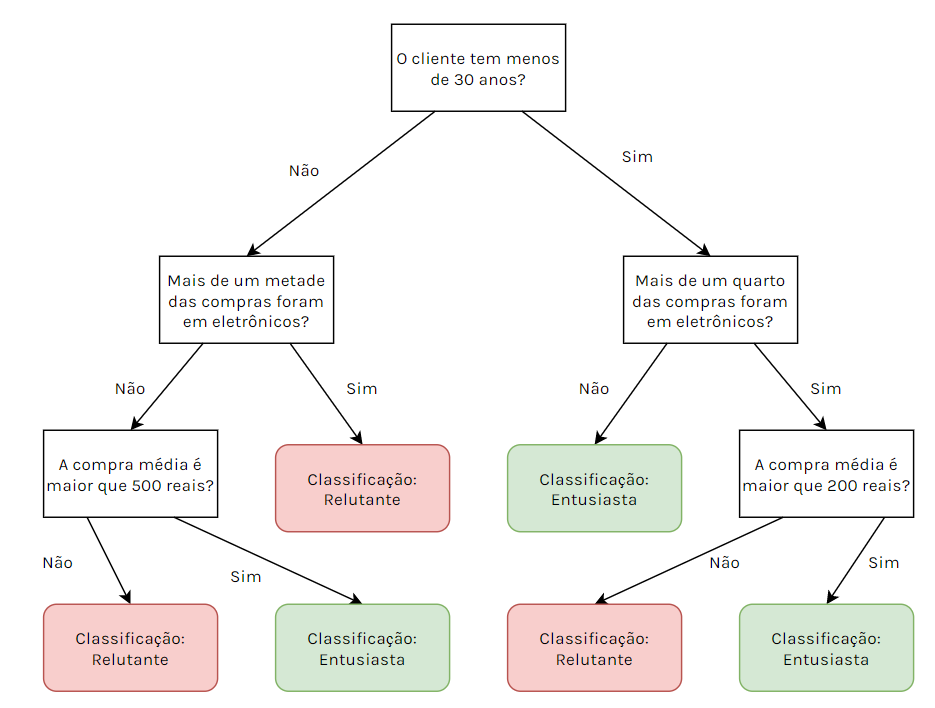 O cliente tem menos
de 30 anos?
Não
Sim
Mais de um metade
das compras foram
em eletrônicos?
Mais de um quarto
das compras foram
em eletrônicos?
Não
Sim
Não
Sim
A compra média é
maior que 500 reais?
Classificação:
Relutante
Classificação:
Entusiasta
A compra média é
maior que 200 reais?
Não
Sim
Não
Sim
Classificação:
Relutante
Classificação:
Entusiasta
Classificação:
Relutante
Classificação:
Entusiasta